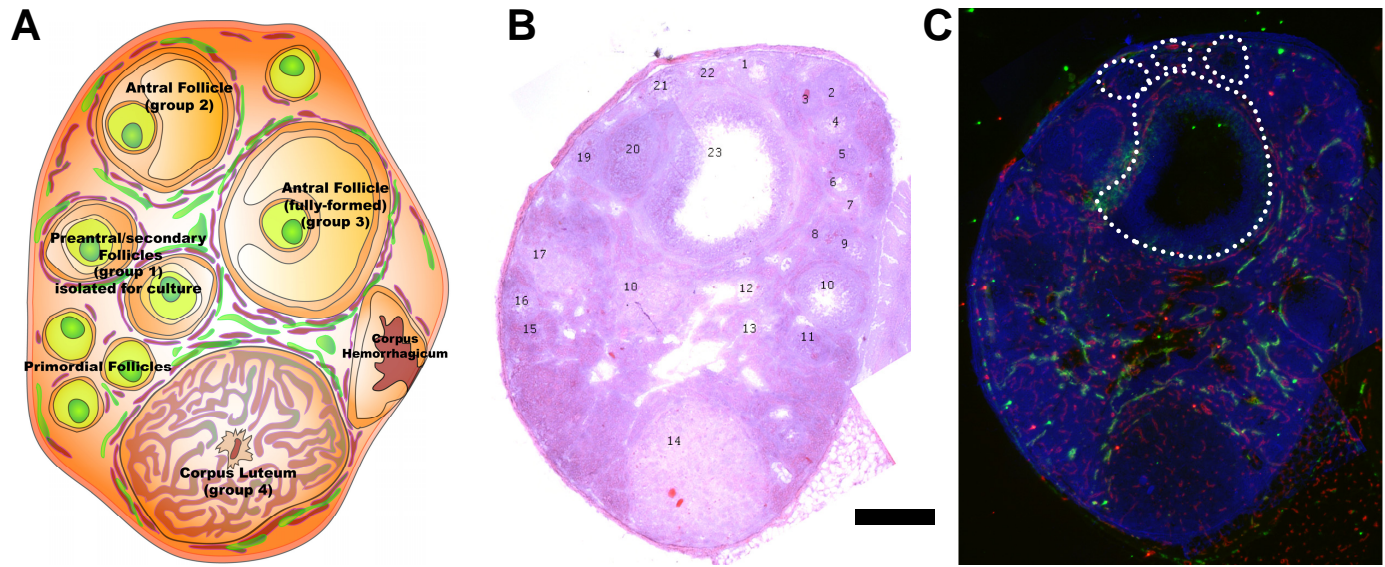 A
Antral Follicle
(group 2)
Antral Follicle
(fully-formed)
(group 3)
Preantral/secondary
Follicles
(group 1)
isolated for culture
Corpus
Hemorrhagicum
Primordial Follicles
Corpus Luteum
(group 4)
B
1
22
21
2
3
4
20
23
5
19
6
7
8
9
17
10
12
10
16
15
13
11
14
C